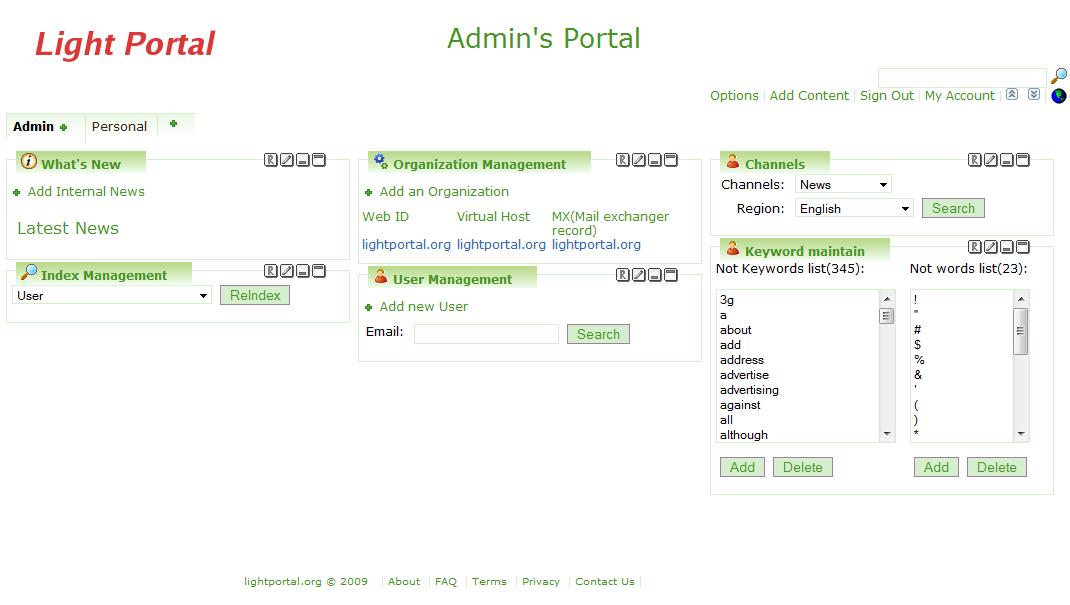 Light Portal
Admin's Portal
Options Add Content Sign Out My Account
Admin Personal
What's New
Add Internal News
Latest News
Index Management
User ReIndex
Organization Management
Add an Organization
Web ID Virtual Host MX(Mail exchanger
record)
lightportal.org lightportal.org lightportal.org
User Management
Add new User
Email: Search
Channels
Channels: News
Region: English Search
Keyword maintain
Not Keywords list(345):
3g
a
about
add
address
advertise
advertising
against
all
although
Add Delete
Not words list(23):
!
"
#
$
%
&
'
(
)
*
Add Delete
lightportal.org © 2009 About FAQ Terms Privacy Contact Us